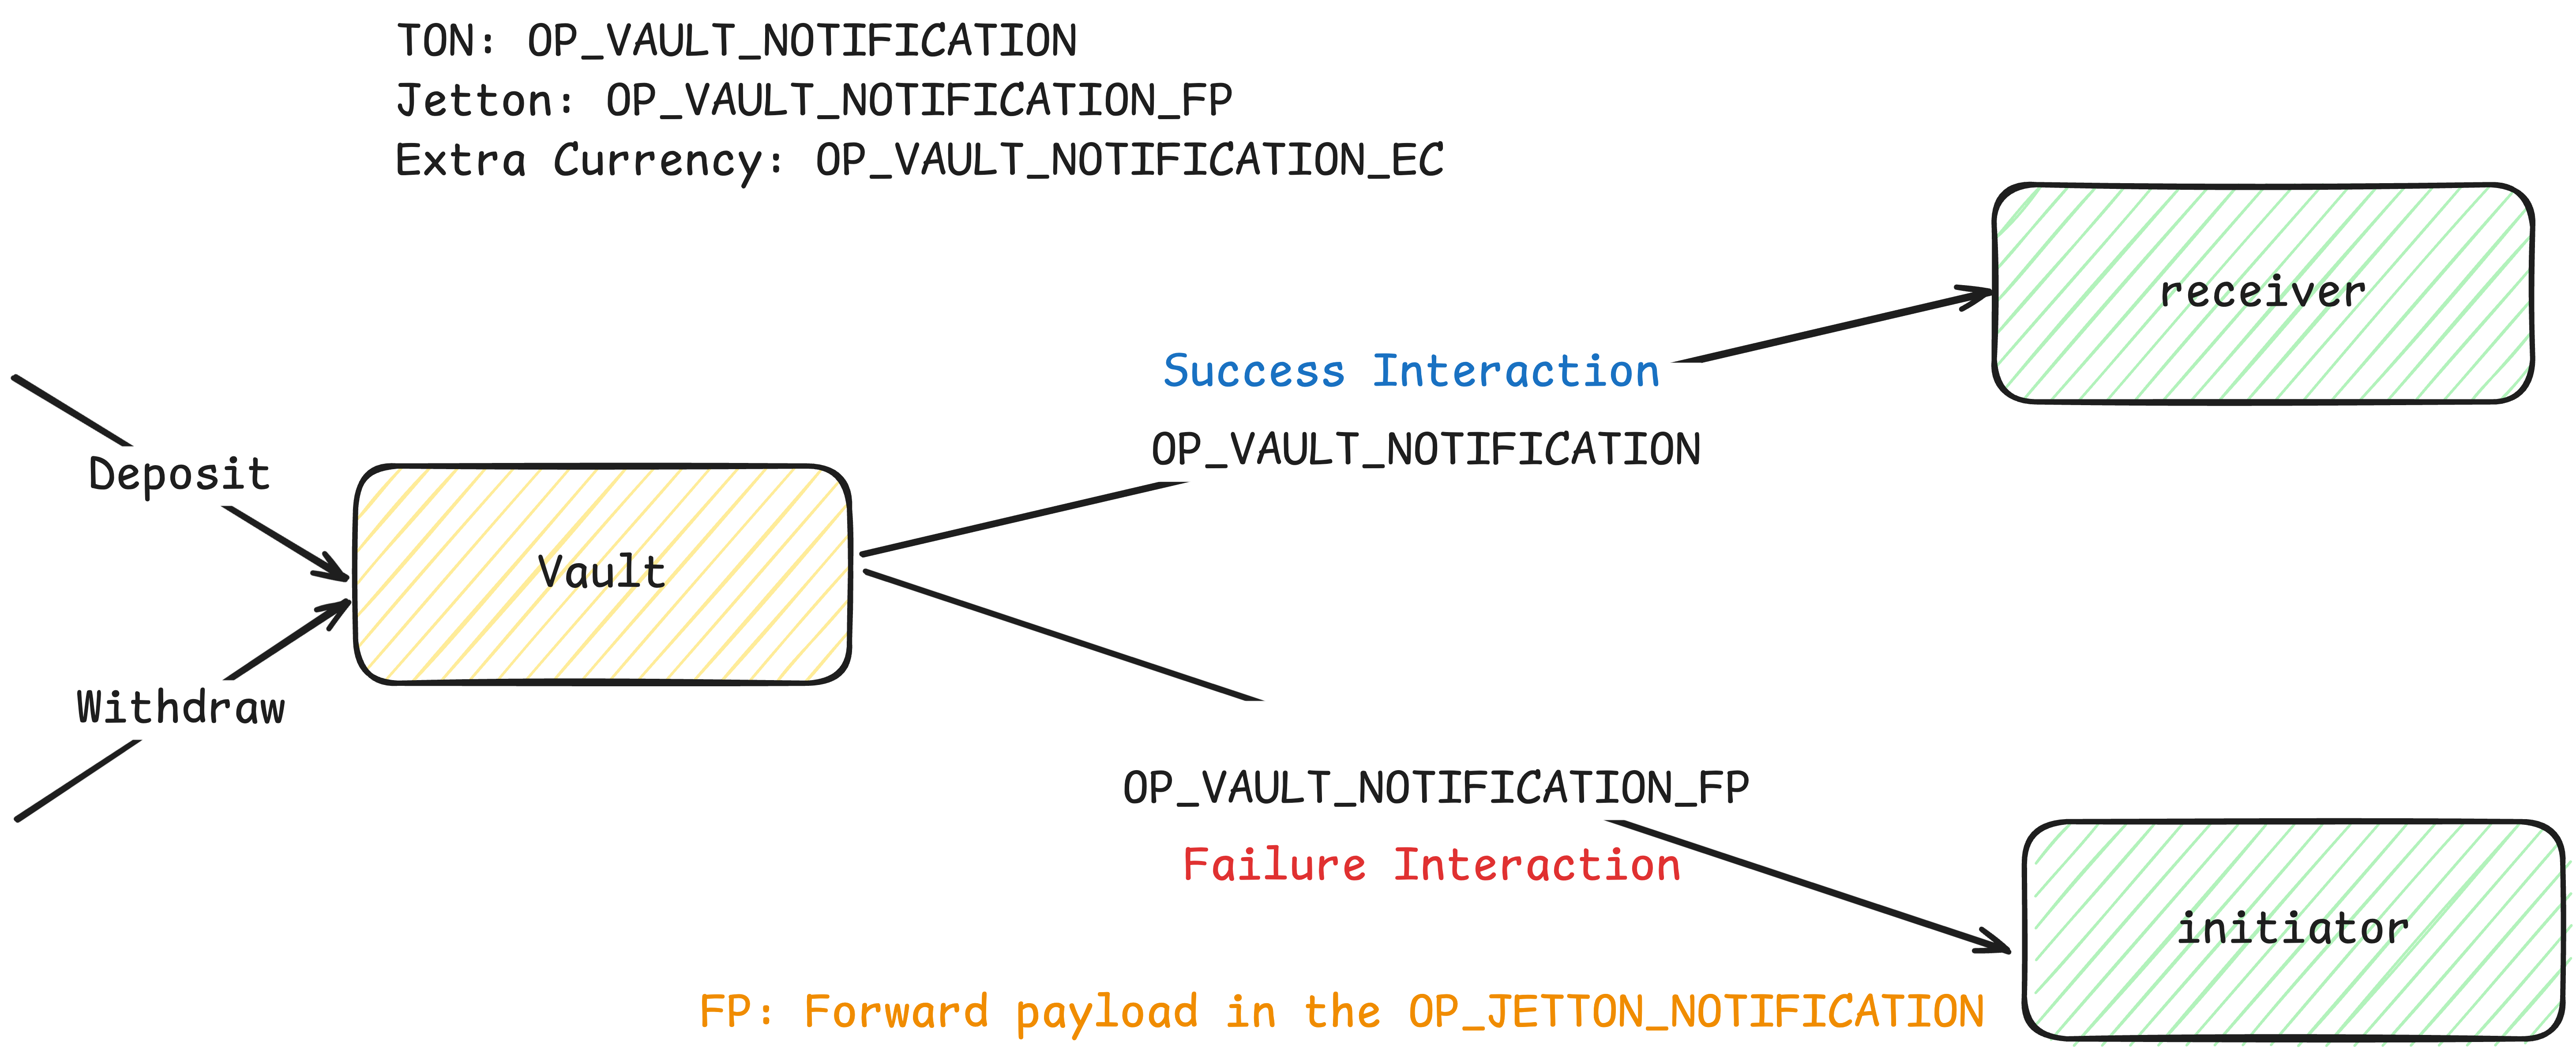 TON: OP_VAULT_NOTIFICATION
Jetton: OP_VAULT_NOTIFICATION_FP
Extra Currency: OP_VAULT_NOTIFICATION_EC
receiver
Success Interaction
OP_VAULT_NOTIFICATION
Deposit
Vault
Withdraw
OP_VAULT_NOTIFICATION_FP
Failure Interaction
initiator
FP: Forward payload in the OP_JETTON_NOTIFICATION